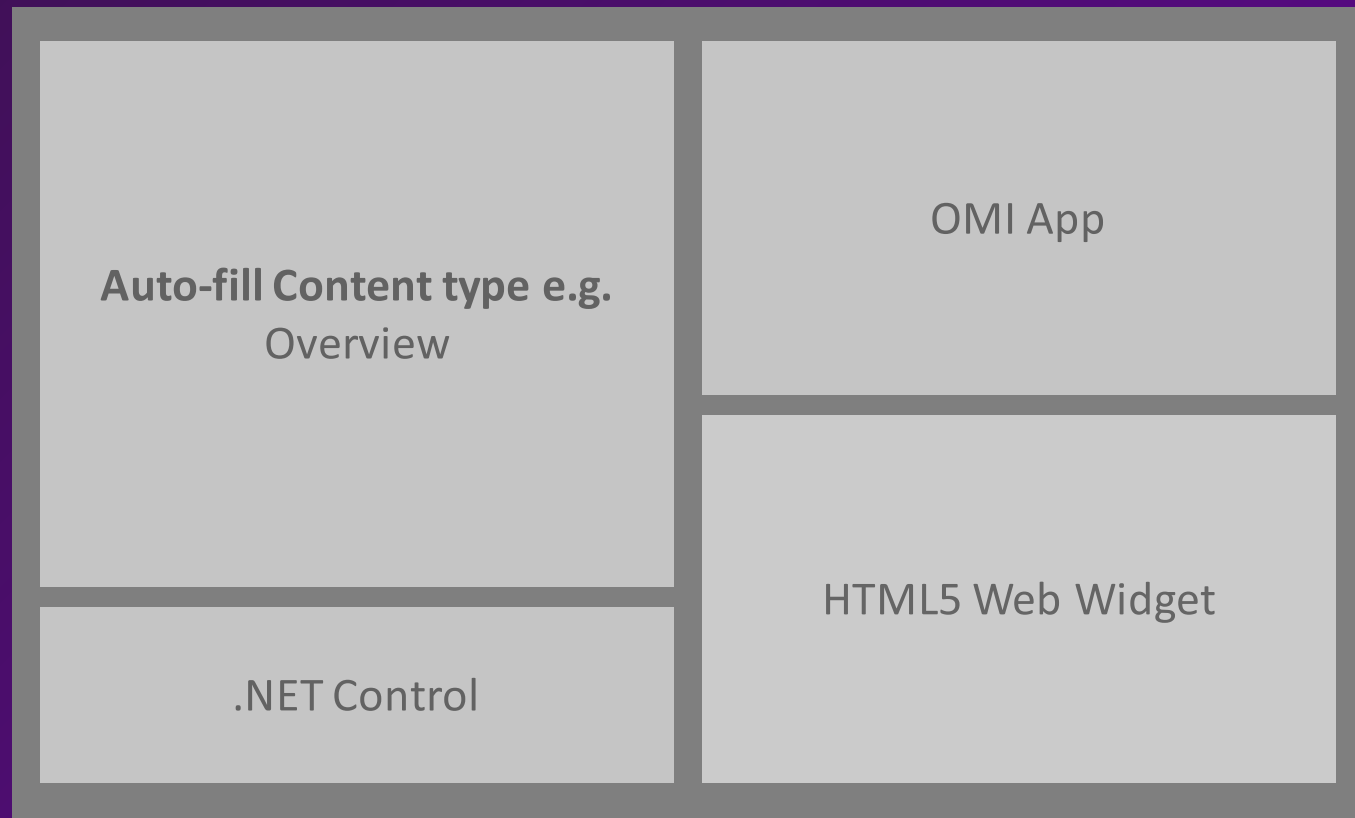 Auto-fill Content type e.g.
Overview
.NET Control
OMI App
HTML5 Web Widget